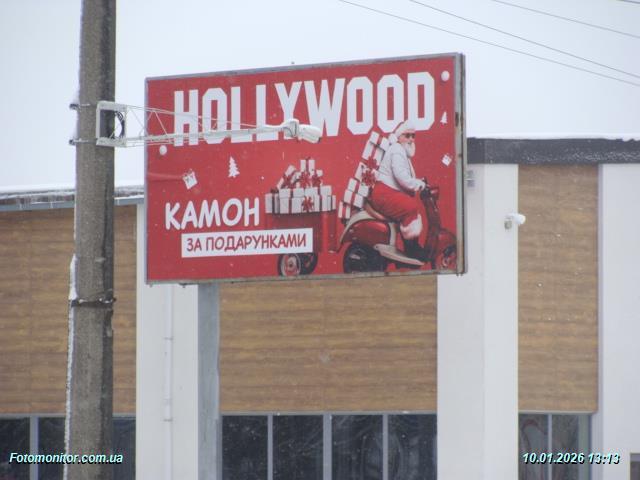 HOLLYWOOD
КАМОН
ЗА ПОДАРУНКАМИ
Fotomonitor.com.ua
10.01.2026 13:13